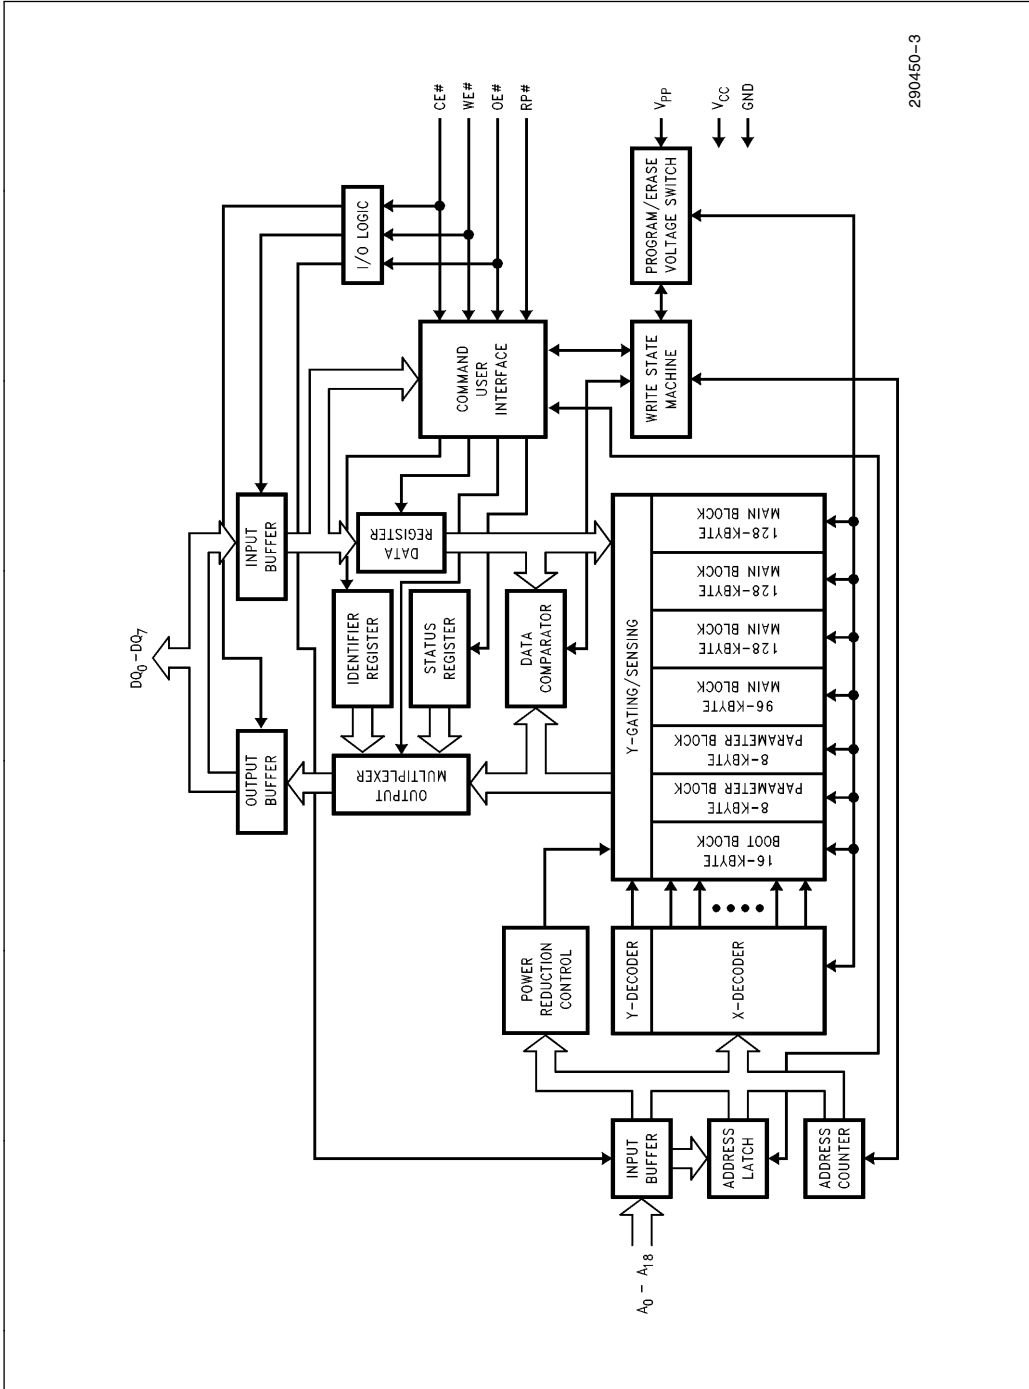 DQ0-DQ7
OUTPUT
BUFFER
INPUT
BUFFER
I/O LOGIC
CE#
WE#
OE#
RP#
IDENTIFIER
REGISTER
STATUS
REGISTER
DATA
REGISTER
COMMAND
USER
INTERFACE
OUTPUT
MULTIPLEXER
DATA
COMPARATOR
POWER
REDUCTION
CONTROL
A0 - A18
INPUT
BUFFER
ADDRESS
LATCH
ADDRESS
COUNTER
Y-DECODER
X-DECODER
Y-GATING/SENSING
16-KBYTE
BOOT BLOCK
8-KBYTE
PARAMETER BLOCK
8-KBYTE
PARAMETER BLOCK
96-KBYTE
MAIN BLOCK
128-KBYTE
MAIN BLOCK
128-KBYTE
MAIN BLOCK
128-KBYTE
MAIN BLOCK
WRITE STATE
MACHINE
PROGRAM/ERASE
VOLTAGE SWITCH
VPP
VCC
GND
290450-3